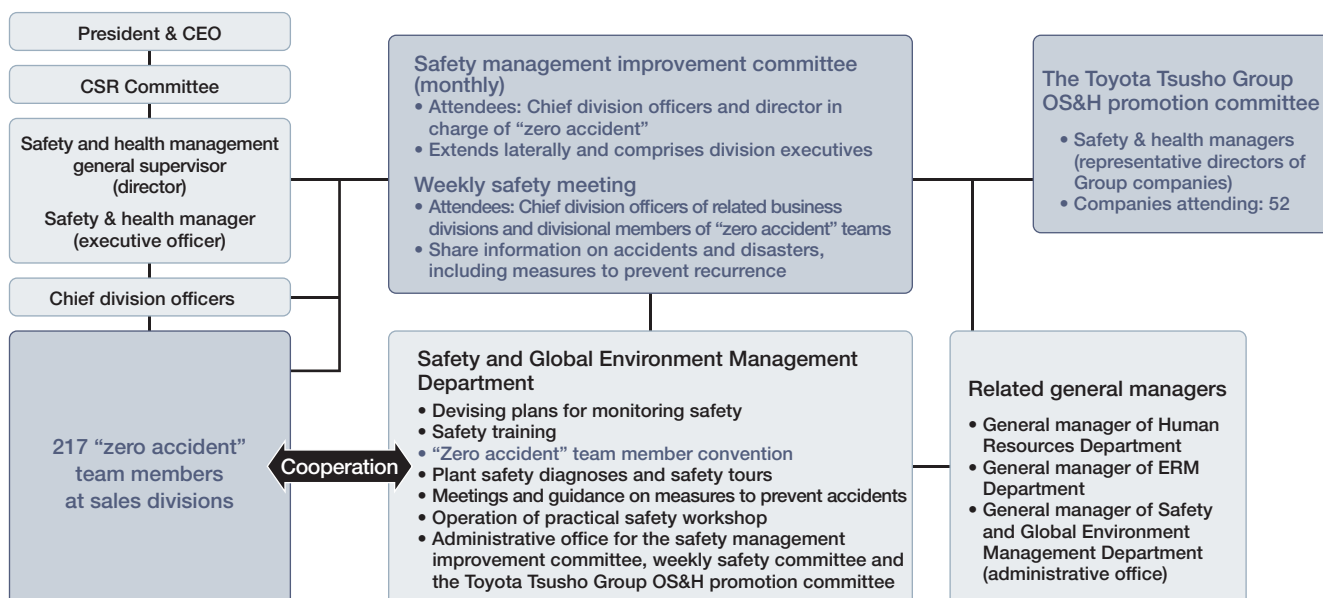 President & CEO
CSR Committee
Safety and health management
general supervisor
(director)
Safety & health manager
(executive officer)
Chief division officers
217 “zero accident”
team members
at sales divisions
Cooperation
Safety management improvement committee
(monthly)
• Attendees: Chief division officers and director in
charge of “zero accident”
• Extends laterally and comprises division executives
Weekly safety meeting
• Attendees: Chief division officers of related business
divisions and divisional members of “zero accident” teams
• Share information on accidents and disasters,
including measures to prevent recurrence
Safety and Global Environment Management
Department
• Devising plans for monitoring safety
• Safety training
• “Zero accident” team member convention
• Plant safety diagnoses and safety tours
• Meetings and guidance on measures to prevent accidents
• Operation of practical safety workshop
• Administrative office for the safety management
improvement committee, weekly safety committee and
the Toyota Tsusho Group OS&H promotion committee
The Toyota Tsusho Group
OS&H promotion committee
• Safety & health managers
(representative directors of
Group companies)
• Companies attending: 52
Related general managers
• General manager of Human
Resources Department
• General manager of ERM
Department
• General manager of Safety
and Global Environment
Management Department
(administrative office)